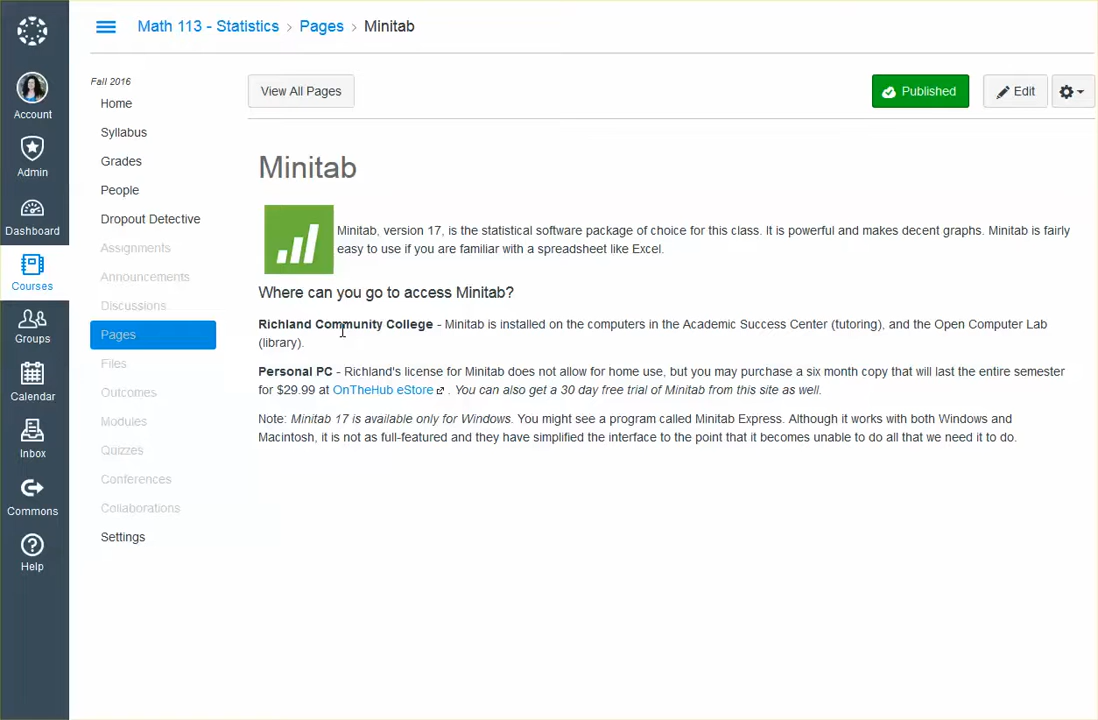 Math 113 - Statistics > Pages > Minitab
Account
Admin
Dashboard
Courses
Groups
Calendar
Inbox
Commons
Help
Fall 2016
Home
Syllabus
Grades
People
Dropout Detective
Assignments
Announcements
Discussions
Pages
Files
Outcomes
Modules
Quizzes
Conferences
Collaborations
Settings
View All Pages
Published
Edit
Minitab
Minitab, version 17, is the statistical software package of choice for this class. It is powerful and makes decent graphs. Minitab is fairly
easy to use if you are familiar with a spreadsheet like Excel.
Where can you go to access Minitab?
Richland Community College - Minitab is installed on the computers in the Academic Success Center (tutoring), and the Open Computer Lab
(library).
Personal PC - Richland's license for Minitab does not allow for home use, but you may purchase a six month copy that will last the entire semester
for $29.99 at OnTheHub eStore . You can also get a 30 day free trial of Minitab from this site as well.
Note: Minitab 17 is available only for Windows. You might see a program called Minitab Express. Although it works with both Windows and
Macintosh, it is not as full-featured and they have simplified the interface to the point that it becomes unable to do all that we need it to do.